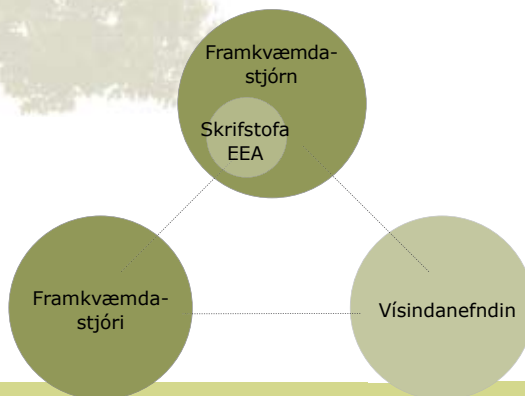 Framkvæmda-
stjórn
Skrifstofa
EEA
Framkvæmda-
stjóri
Vísindanefndin